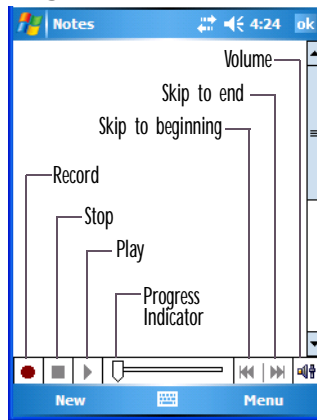 Notes 4:24 ok
Volume
Skip to end
Skip to beginning
Record
Stop
Play
Progress
Indicator
New Menu